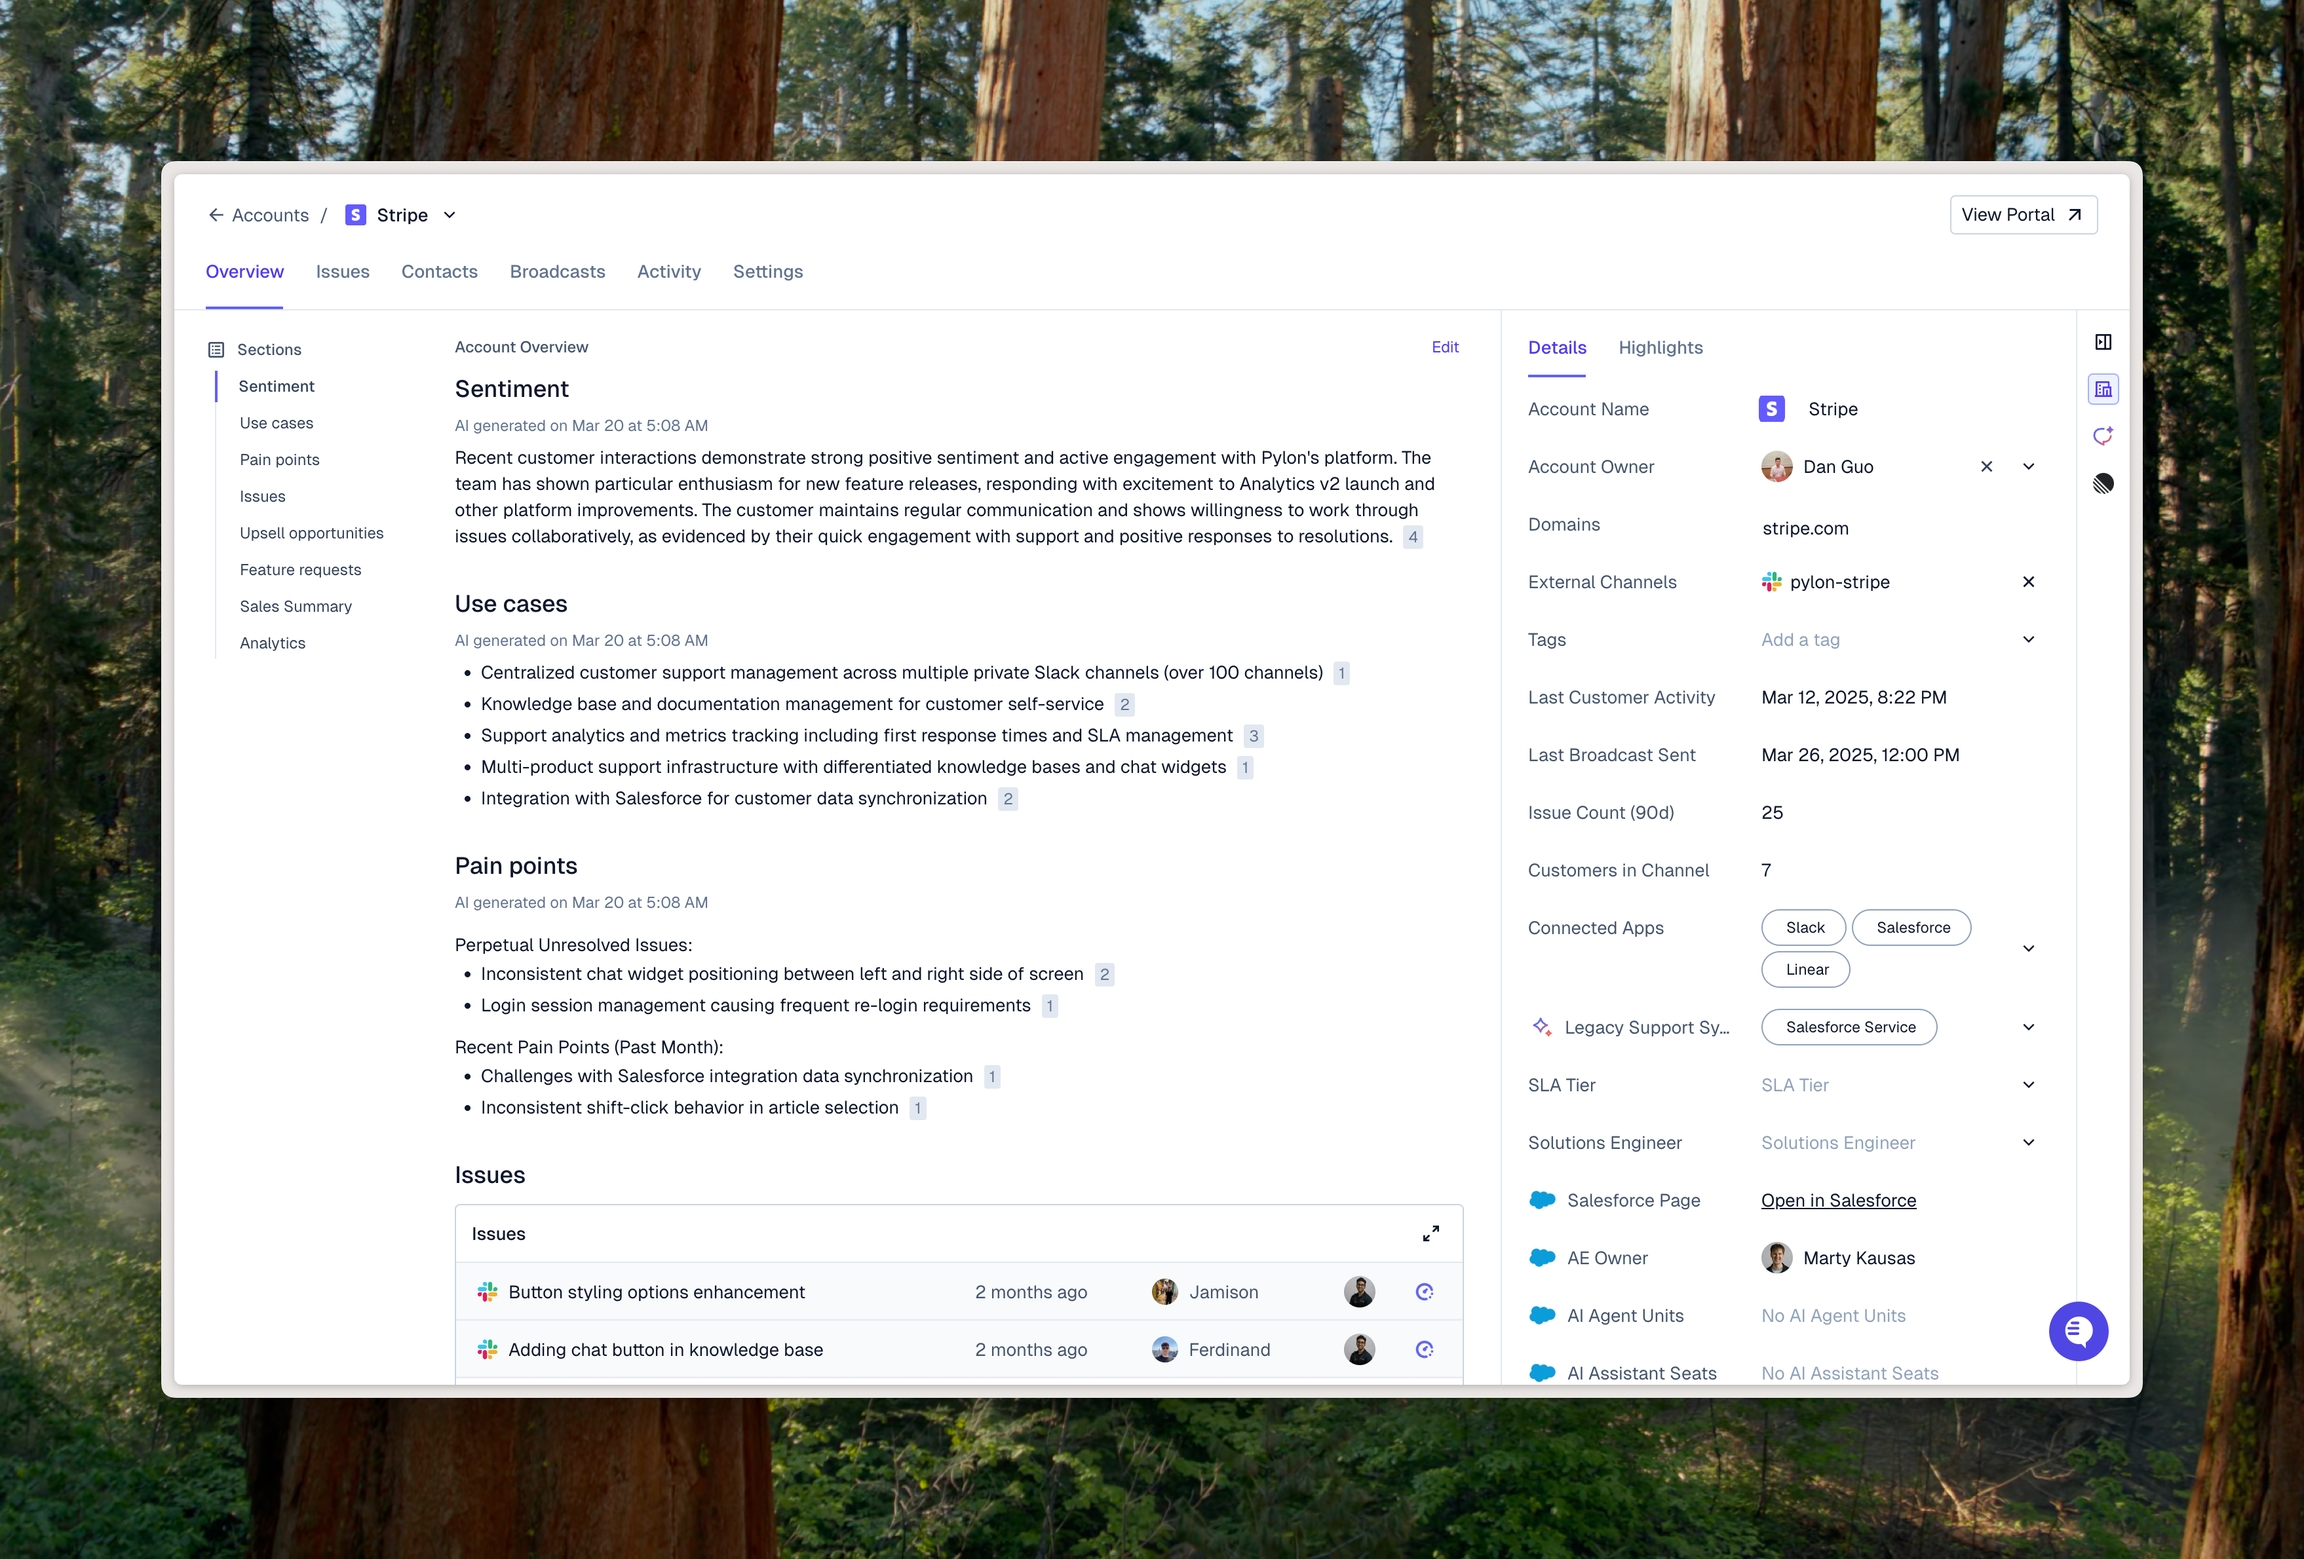 Accounts / S Stripe
View Portal
Overview Issues Contacts Broadcasts Activity Settings
Sections
Sentiment
Use cases
Pain points
Issues
Upsell opportunities
Feature requests
Sales Summary
Analytics
Account Overview Edit
Sentiment
AI generated on Mar 20 at 5:08 AM
Recent customer interactions demonstrate strong positive sentiment and active engagement with Pylon's platform. The
team has shown particular enthusiasm for new feature releases, responding with excitement to Analytics v2 launch and
other platform improvements. The customer maintains regular communication and shows willingness to work through
issues collaboratively, as evidenced by their quick engagement with support and positive responses to resolutions. 4
Use cases
AI generated on Mar 20 at 5:08 AM
• Centralized customer support management across multiple private Slack channels (over 100 channels) 1
• Knowledge base and documentation management for customer self-service 2
• Support analytics and metrics tracking including first response times and SLA management 3
• Multi-product support infrastructure with differentiated knowledge bases and chat widgets 1
• Integration with Salesforce for customer data synchronization 2
Pain points
AI generated on Mar 20 at 5:08 AM
Perpetual Unresolved Issues:
• Inconsistent chat widget positioning between left and right side of screen 2
• Login session management causing frequent re-login requirements 1
Recent Pain Points (Past Month):
• Challenges with Salesforce integration data synchronization 1
• Inconsistent shift-click behavior in article selection 1
Issues
Issues
Button styling options enhancement 2 months ago Jamison
Adding chat button in knowledge base 2 months ago Ferdinand
Details Highlights
Account Name S Stripe
Account Owner Dan Guo
Domains stripe.com
External Channels pylon-stripe
Tags Add a tag
Last Customer Activity Mar 12, 2025, 8:22 PM
Last Broadcast Sent Mar 26, 2025, 12:00 PM
Issue Count (90d) 25
Customers in Channel 7
Connected Apps Slack Salesforce
Linear
Legacy Support Sy... Salesforce Service
SLA Tier SLA Tier
Solutions Engineer Solutions Engineer
Salesforce Page Open in Salesforce
AE Owner Marty Kausas
AI Agent Units No AI Agent Units
AI Assistant Seats No AI Assistant Seats